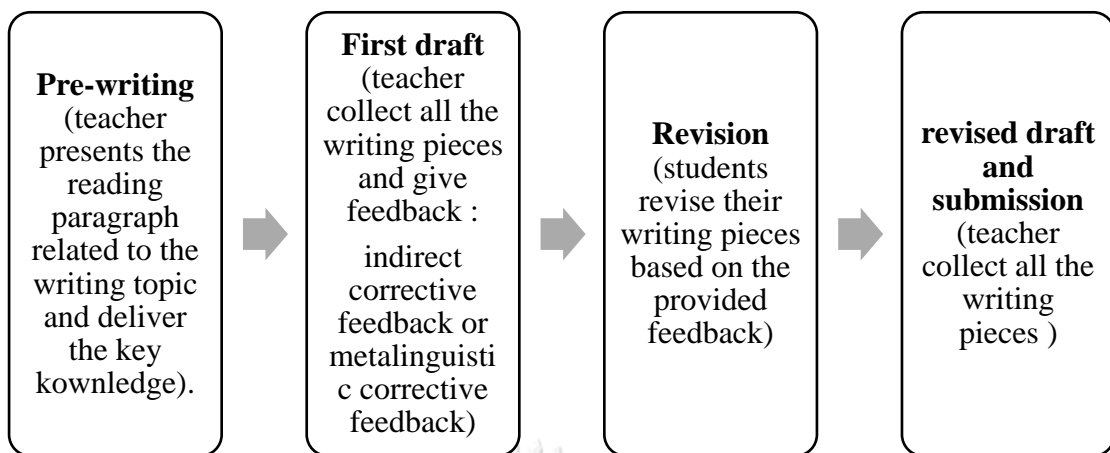 Pre-writing
(teacher
presents the
reading
paragraph
related to the
writing topic
and deliver
the key
kownledge).
First draft
(teacher
collect all the
writing pieces
and give
feedback :
indirect
corrective
feedback or
metalinguisti
c corrective
feedback)
Revision
(students
revise their
writing pieces
based on the
provided
feedback)
revised draft
and
submission
(teacher
collect all the
writing
pieces )